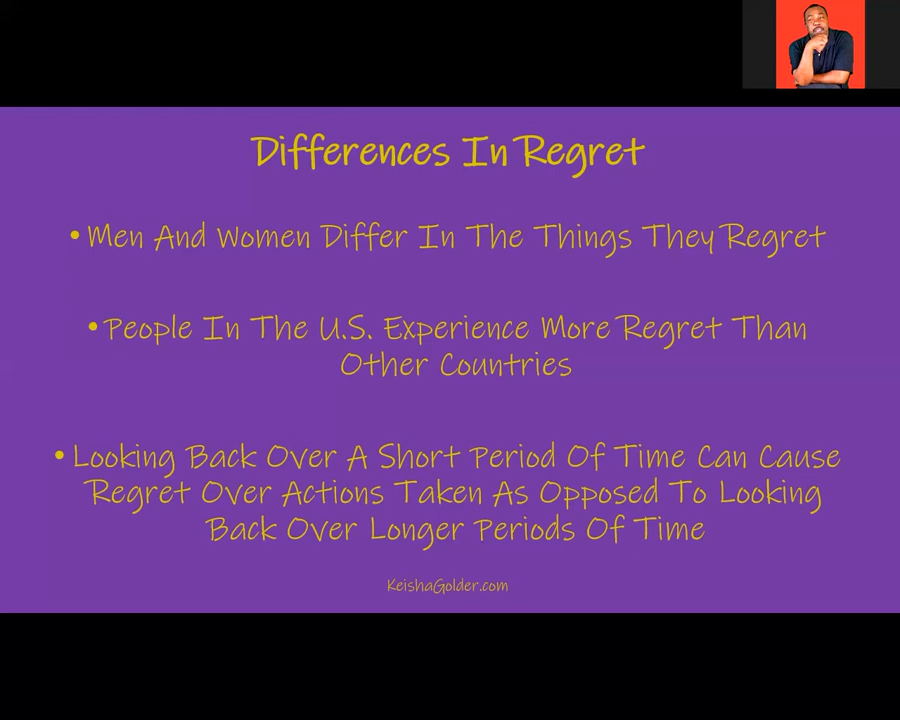 Differences In Regret
• Men And Women Differ In The Things They Regret
• People In The U.S. Experience More Regret Than
Other Countries
• Looking Back Over A Short Period Of Time Can Cause
Regret Over Actions Taken As Opposed To Looking
Back Over Longer Periods Of Time
KeishaGolder.com